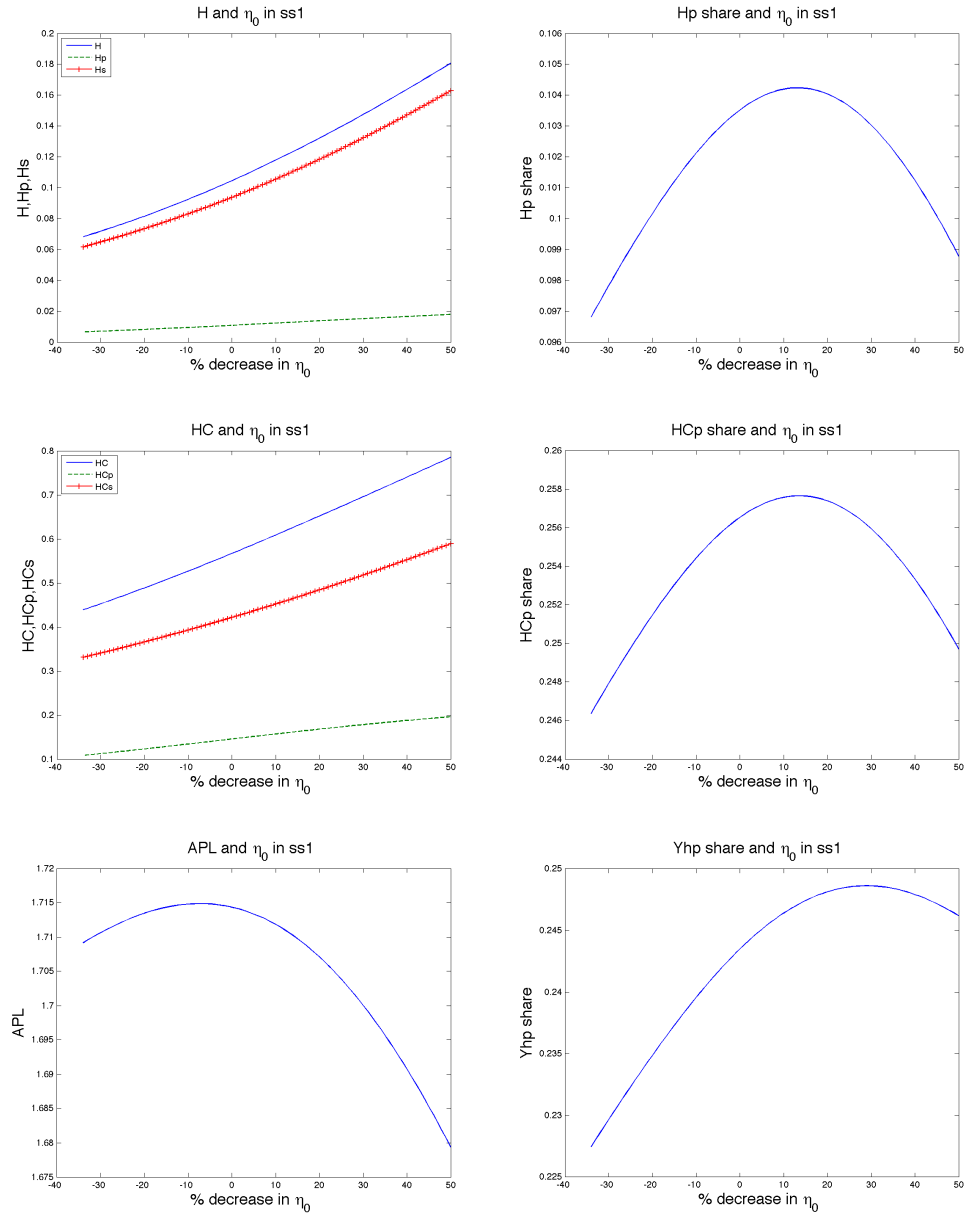 H and η0 in ss1
H,Hp,Hs
0.2
0.18
0.16
0.14
0.12
0.1
0.08
0.06
0.04
0.02
0
H
Hp
Hs
-40 -30 -20 -10 0 10 20 30 40 50
% decrease in η0
Hp share and η0 in ss1
Hp share
0.106
0.105
0.104
0.103
0.102
0.101
0.1
0.099
0.098
0.097
0.096
-40 -30 -20 -10 0 10 20 30 40 50
% decrease in η0
HC and η0 in ss1
HC,HCp,HCs
0.8
0.7
0.6
0.5
0.4
0.3
0.2
0.1
HC
HCp
HCs
-40 -30 -20 -10 0 10 20 30 40 50
% decrease in η0
HCp share and η0 in ss1
HCp share
0.26
0.258
0.256
0.254
0.252
0.25
0.248
0.246
0.244
-40 -30 -20 -10 0 10 20 30 40 50
% decrease in η0
APL and η0 in ss1
APL
1.72
1.715
1.71
1.705
1.7
1.695
1.69
1.685
1.68
1.675
-40 -30 -20 -10 0 10 20 30 40 50
% decrease in η0
Yhp share and η0 in ss1
Yhp share
0.25
0.245
0.24
0.235
0.23
0.225
-40 -30 -20 -10 0 10 20 30 40 50
% decrease in η0